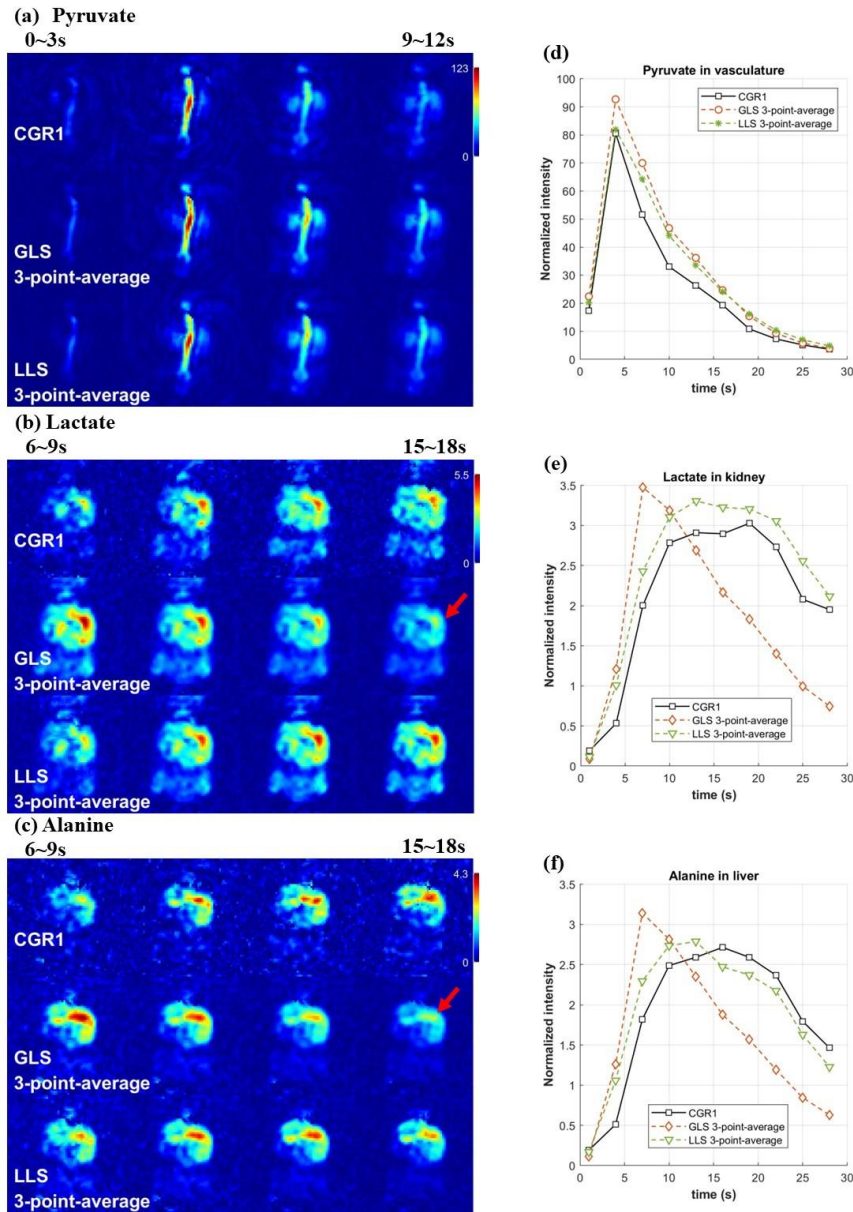 (a) Pyruvate
0~3s
9~12s
123
0
CGR1
GLS
3-point-average
LLS
3-point-average
(b) Lactate
6~9s
15~18s
5.5
0
CGR1
GLS
3-point-average
LLS
3-point-average
(c) Alanine
6~9s
15~18s
4.3
0
CGR1
GLS
3-point-average
LLS
3-point-average
(d)
Pyruvate in vasculature
CGR1
GLS 3-point-average
LLS 3-point-average
Normalized intensity
100
90
80
70
60
50
40
30
20
10
0
0 5 10 15 20 25 30
time (s)
(e)
Lactate in kidney
Normalized intensity
3.5
3
2.5
2
1.5
1
0.5
0
CGR1
GLS 3-point-average
LLS 3-point-average
0 5 10 15 20 25 30
time (s)
(f)
Alanine in liver
Normalized intensity
3.5
3
2.5
2
1.5
1
0.5
0
CGR1
GLS 3-point-average
LLS 3-point-average
0 5 10 15 20 25 30
time (s)